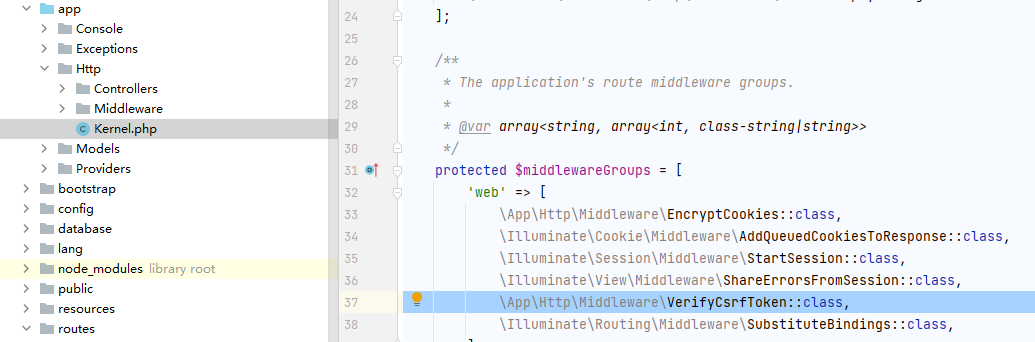 app
Console
Exceptions
Http
Controllers
Middleware
Kernel.php
Models
Providers
bootstrap
config
database
lang
node_modules library root
public
resources
routes
24 ];
25
26 /**
27 * The application's route middleware groups.
28 *
29 * @var array<string, array<int, class-string|string>>
30 */
31 protected $middlewareGroups = [
32 'web' => [
33 \App\Http\Middleware\EncryptCookies::class,
34 \Illuminate\Cookie\Middleware\AddQueuedCookiesToResponse::class,
35 \Illuminate\Session\Middleware\StartSession::class,
36 \Illuminate\View\Middleware\ShareErrorsFromSession::class,
37 \App\Http\Middleware\VerifyCsrfToken::class,
38 \Illuminate\Routing\Middleware\SubstituteBindings::class,